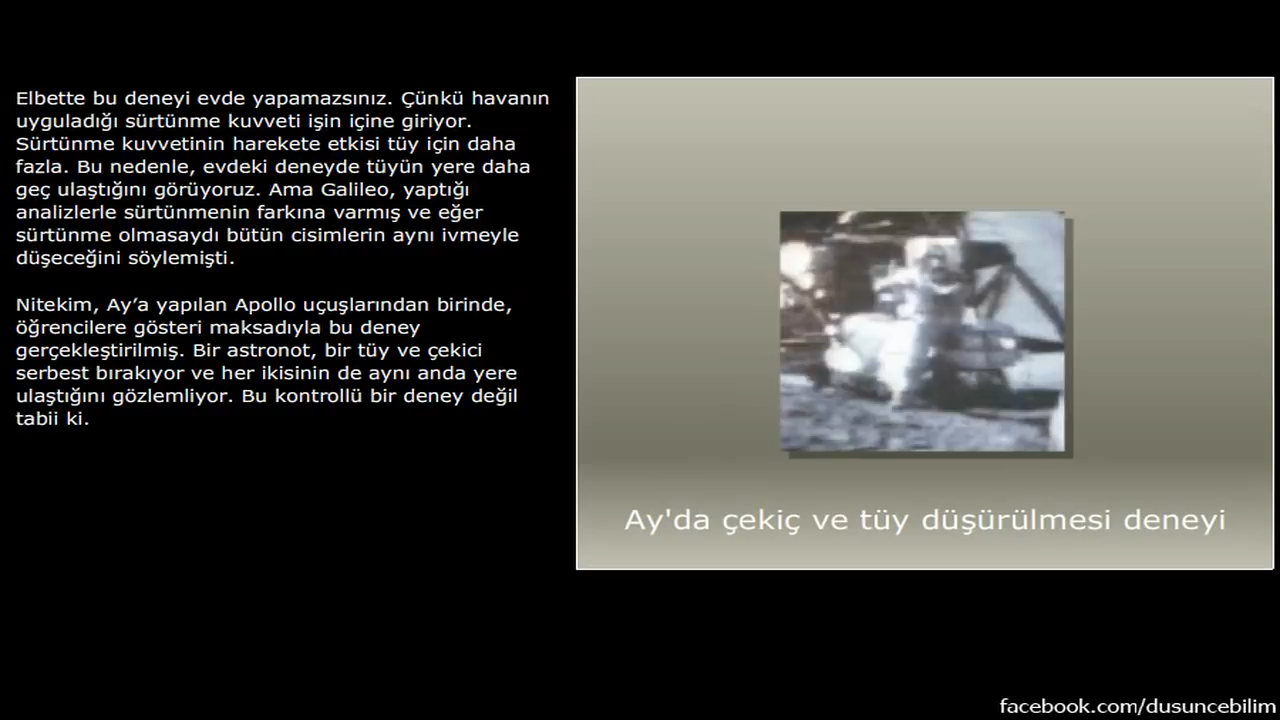 Elbette bu deneyi evde yapamazsınız. Çünkü havanın
uyguladığı sürtünme kuvveti işin içine giriyor.
Sürtünme kuvvetinin harekete etkisi tüy için daha
fazla. Bu nedenle, evdeki deneyde tüyün yere daha
geç ulaştığını görüyoruz. Ama Galileo, yaptığı
analizlerle sürtünmenin farkına varmış ve eğer
sürtünme olmasaydı bütün cisimlerin aynı ivmeyle
düşeceğini söylemişti.
Nitekim, Ay’a yapılan Apollo uçuşlarından birinde,
öğrencilere gösteri maksadıyla bu deney
gerçekleştirilmiş. Bir astronot, bir tüy ve çekici
serbest bırakıyor ve her ikisinin de aynı anda yere
ulaştığını gözlemliyor. Bu kontrollü bir deney değil
tabii ki.
Ay'da çekiç ve tüy düşürülmesi deneyi
facebook.com/dusuncebilim